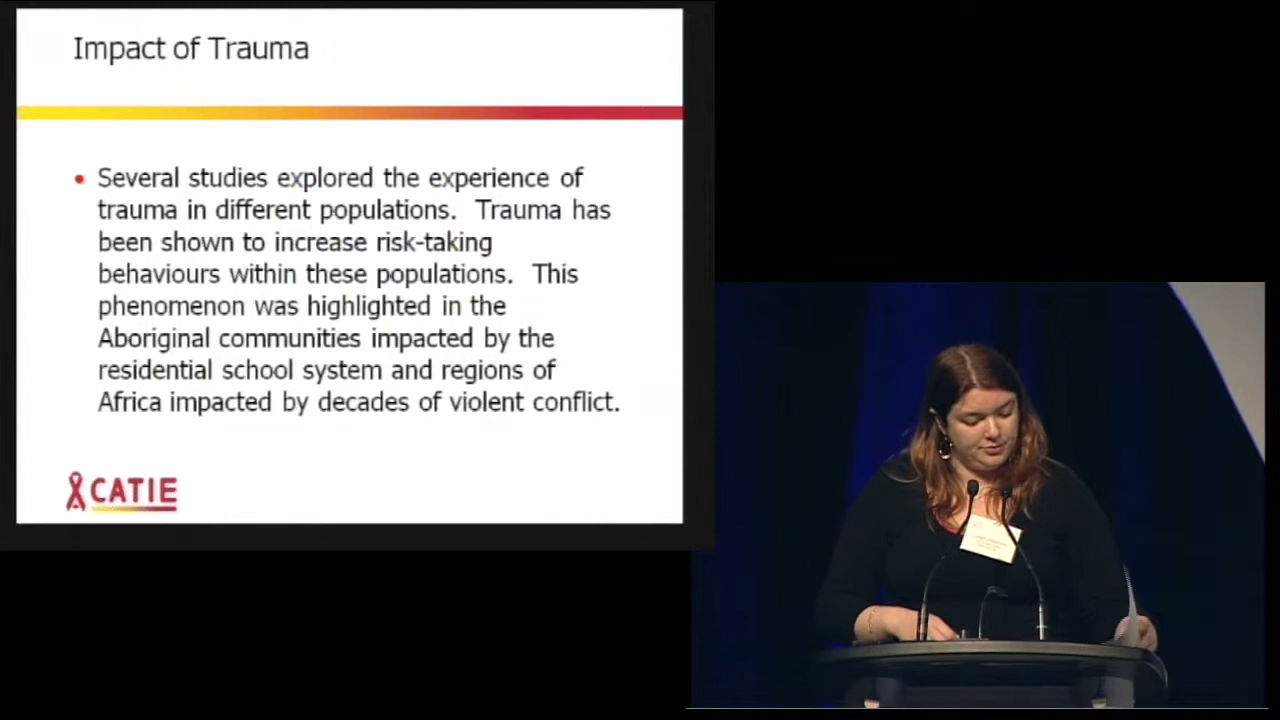 Impact of Trauma
• Several studies explored the experience of
trauma in different populations. Trauma has
been shown to increase risk-taking
behaviours within these populations. This
phenomenon was highlighted in the
Aboriginal communities impacted by the
residential school system and regions of
Africa impacted by decades of violent conflict.
CATIE